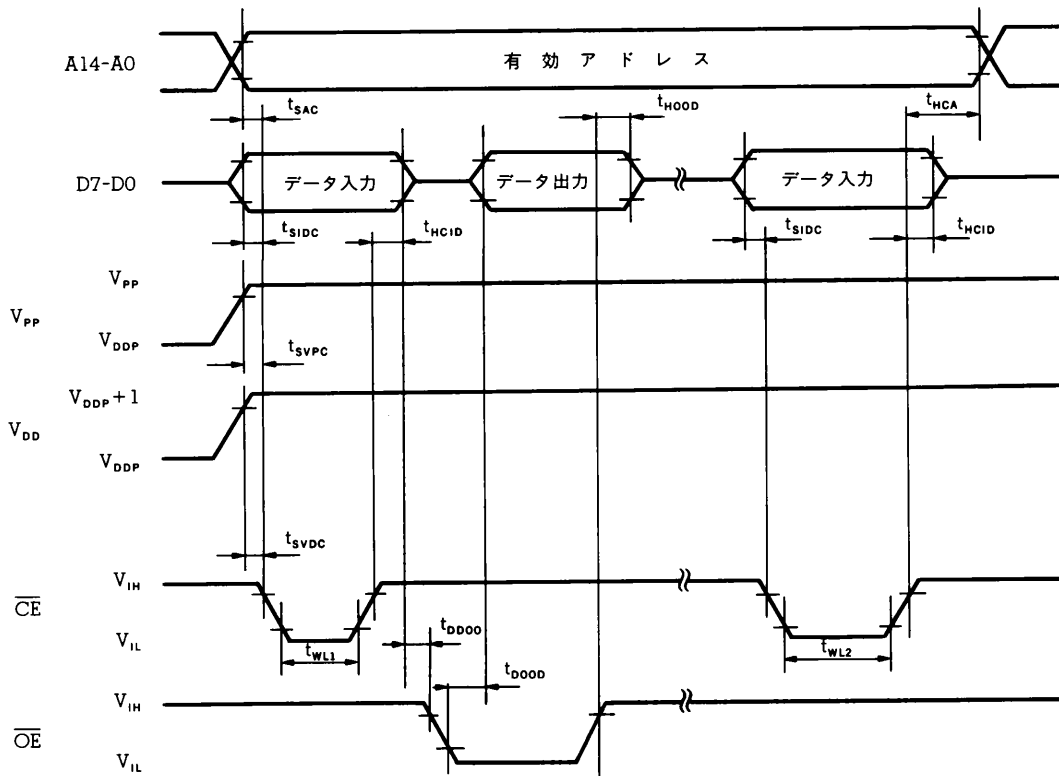 A14-A0
有効アドレス
tSAC
tHOOD
tHCA
D7-D0
データ入力
データ出力
データ入力
tSIDC
tHCID
tSIDC
tHCID
VPP
VPP
VDDP
tSVPC
VDDP+1
VDD
VDDP
tSVDC
VIH
CE
VIL
tWL1
tDDOO
tWL2
tDOOD
VIH
OE
VIL